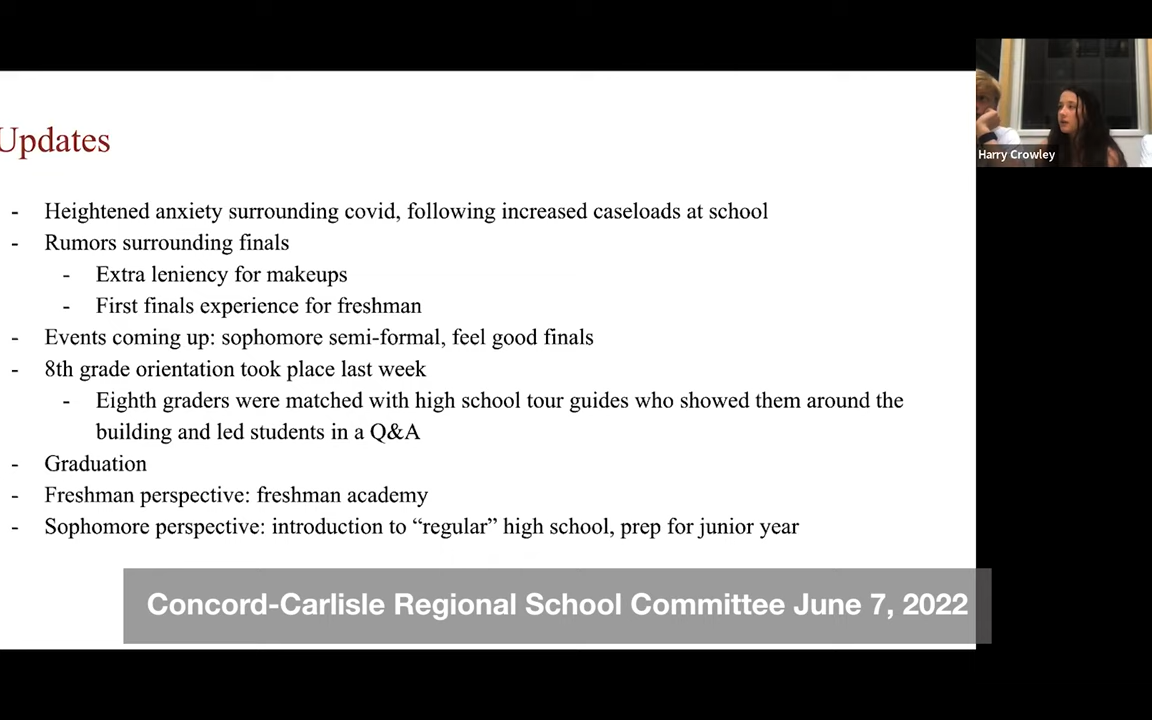 Updates
- Heightened anxiety surrounding covid, following increased caseloads at school
- Rumors surrounding finals
- Extra leniency for makeups
- First finals experience for freshman
- Events coming up: sophomore semi-formal, feel good finals
- 8th grade orientation took place last week
- Eighth graders were matched with high school tour guides who showed them around the
building and led students in a Q&A
- Graduation
- Freshman perspective: freshman academy
- Sophomore perspective: introduction to “regular” high school, prep for junior year
Harry Crowley
Concord-Carlisle Regional School Committee June 7, 2022